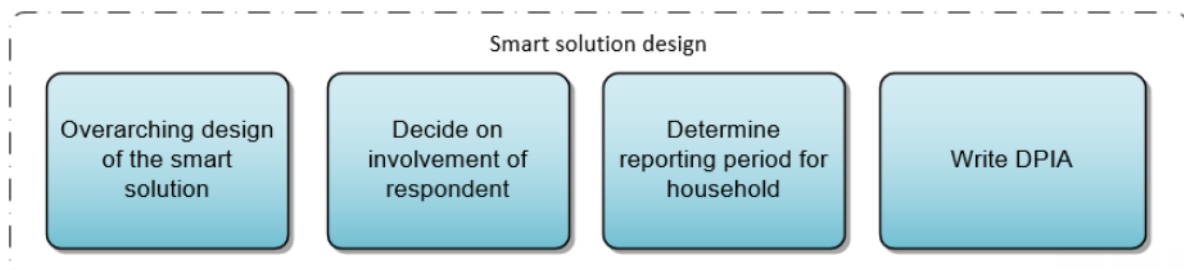 Smart solution design
Overarching design
of the smart
solution
Decide on
involvement of
respondent
Determine
reporting period for
household
Write DPIA